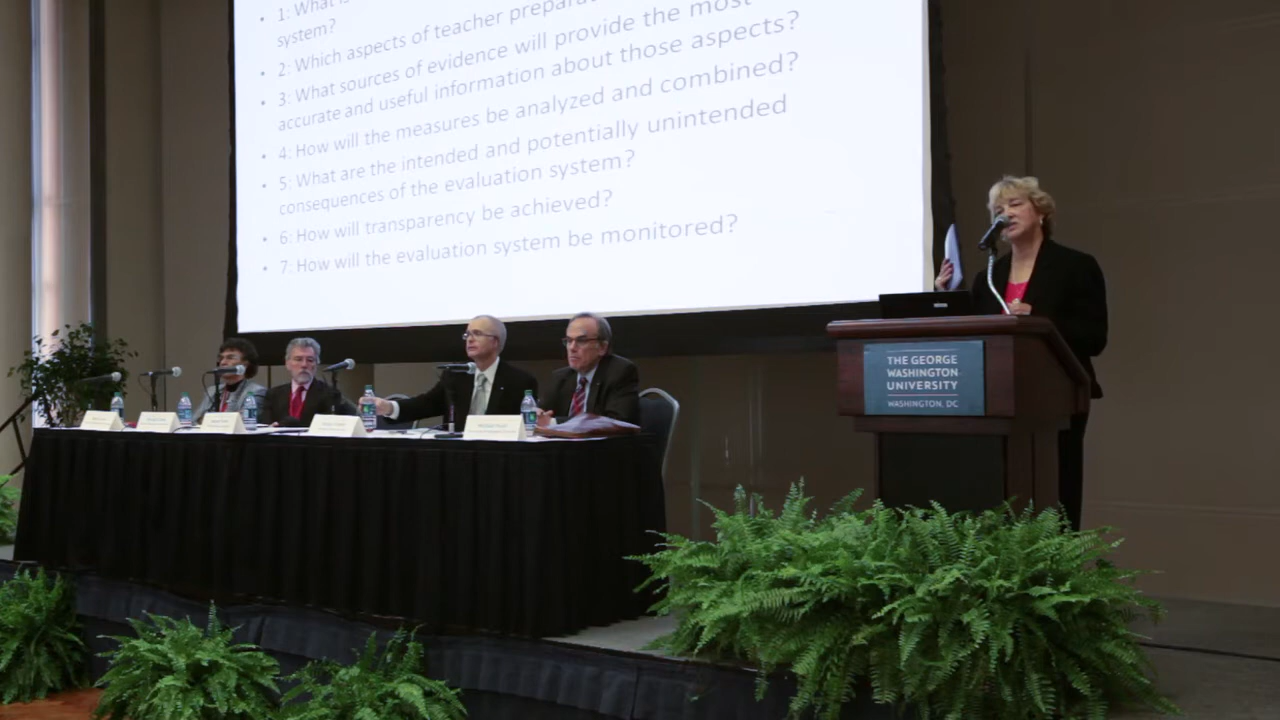 • 1: What is
system?
• 2: Which aspects of teacher preparat
• 3: What sources of evidence will provide the most
accurate and useful information about those aspects?
• 4: How will the measures be analyzed and combined?
• 5: What are the intended and potentially unintended
consequences of the evaluation system?
• 6: How will transparency be achieved?
• 7: How will the evaluation system be monitored?
THE GEORGE
WASHINGTON
UNIVERSITY
WASHINGTON, DC